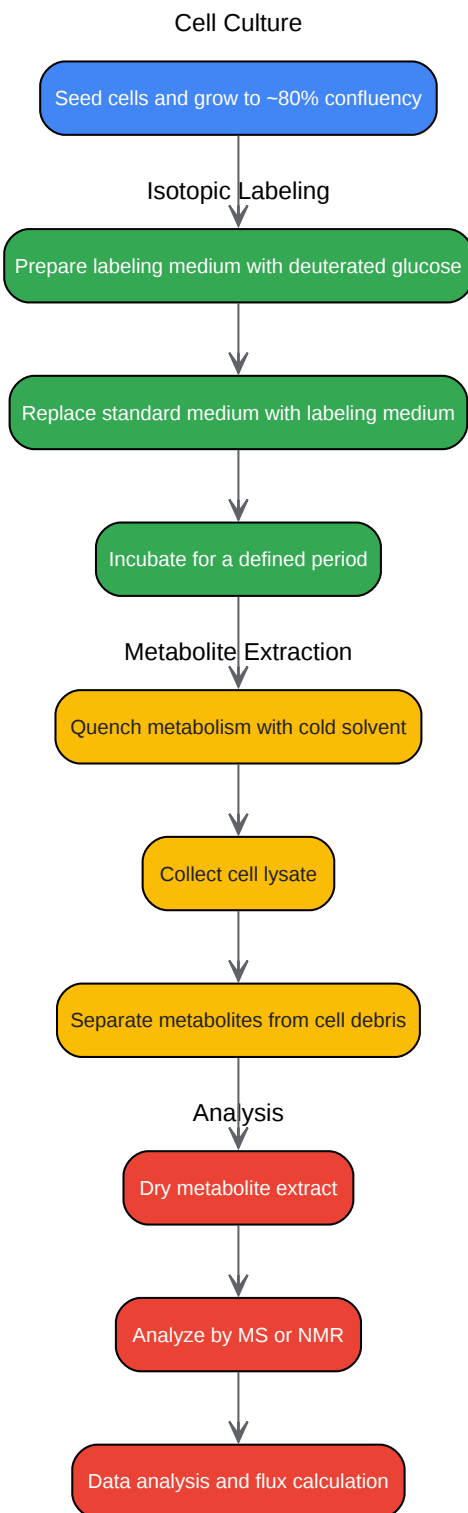 Cell Culture
Seed cells and grow to ~80% confluency
Isotopic Labeling
Prepare labeling medium with deuterated glucose
Replace standard medium with labeling medium
Incubate for a defined period
Metabolite Extraction
Quench metabolism with cold solvent
Collect cell lysate
Separate metabolites from cell debris
Analysis
Dry metabolite extract
Analyze by MS or NMR
Data analysis and flux calculation